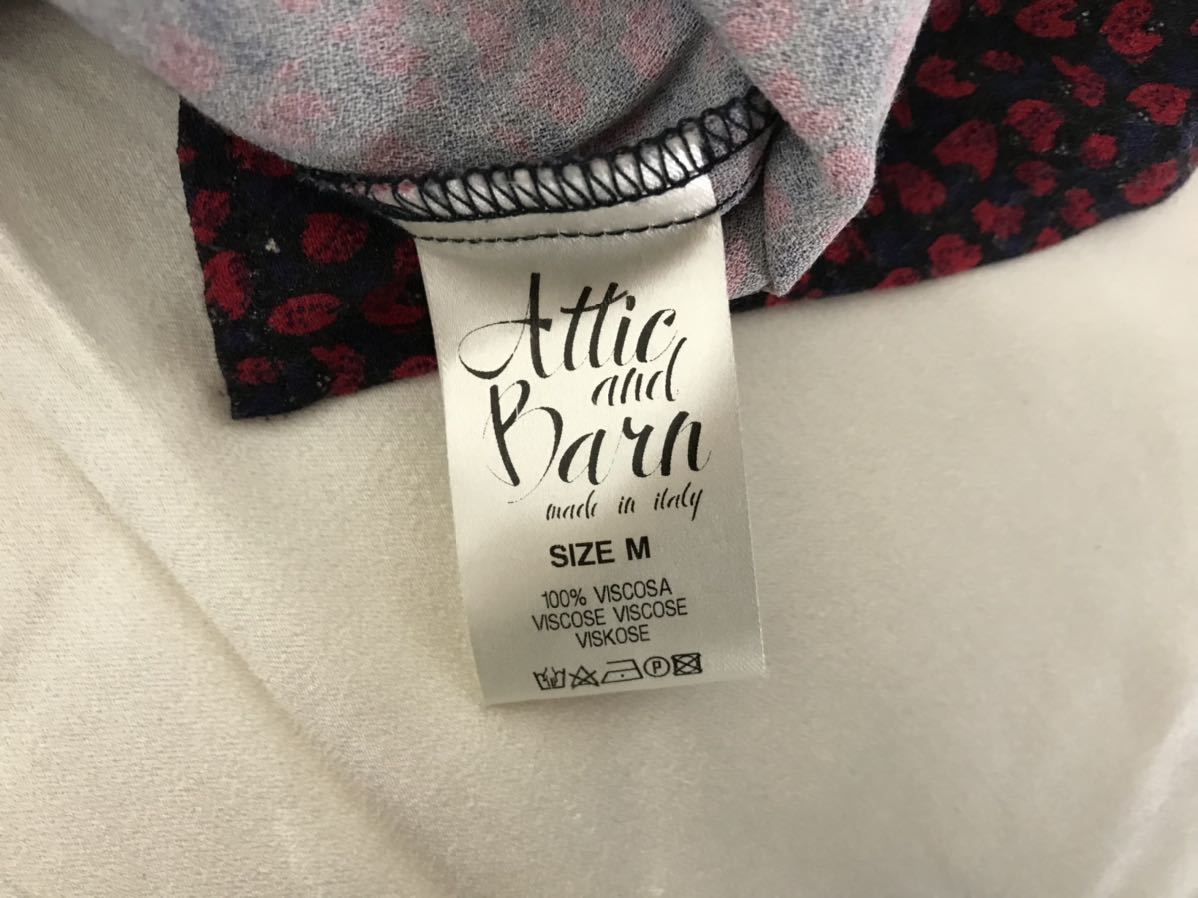 Attic
and
Barn
made in italy
SIZE M
100% VISCOSA
VISCOSE VISCOSE
VISKOSE
P